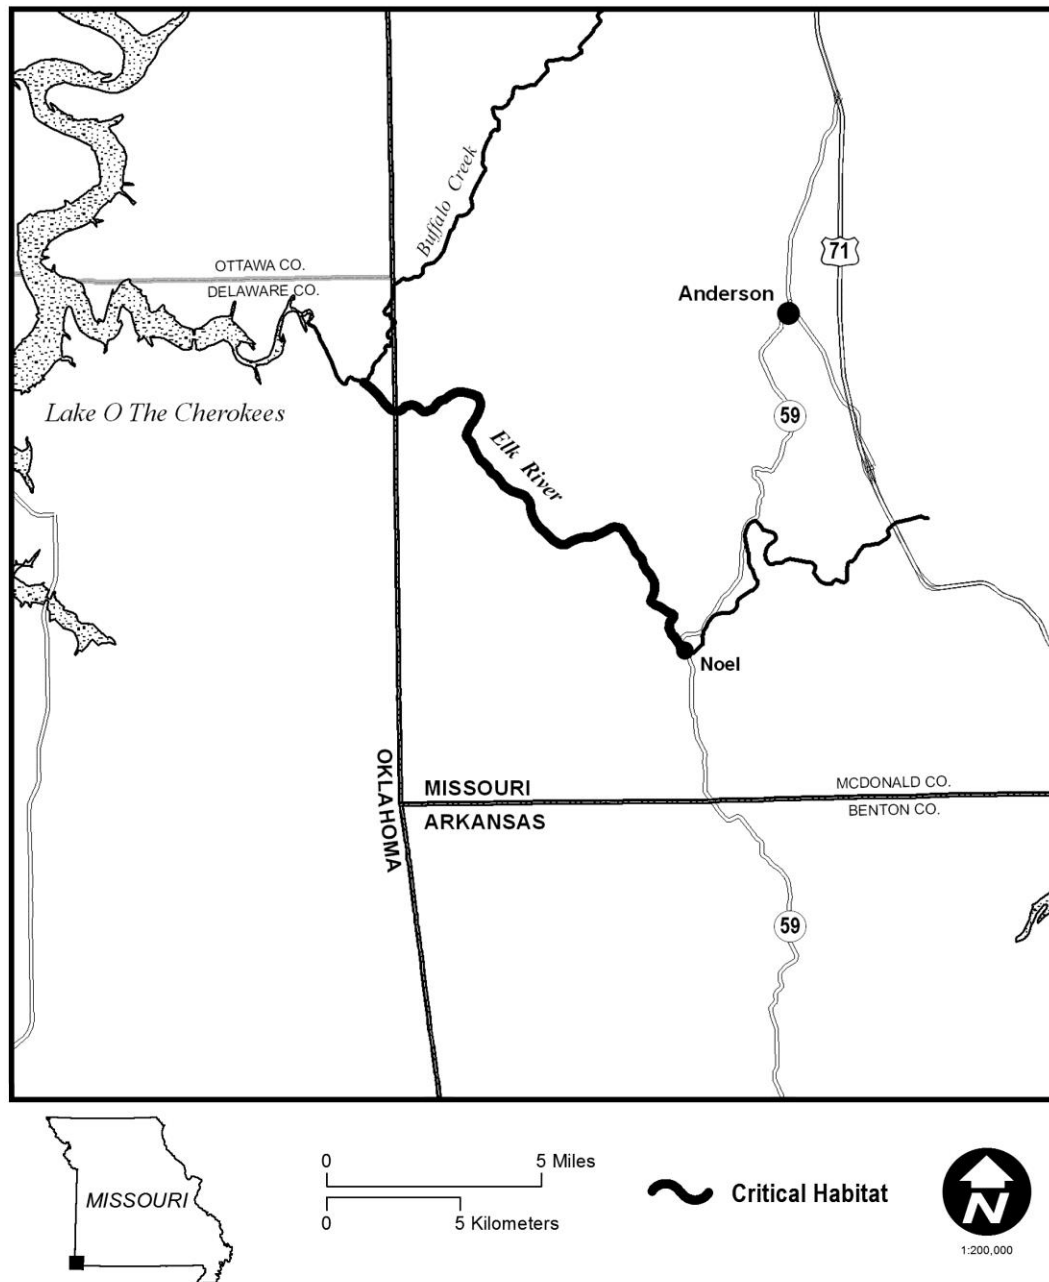 Buffalo Creek
71
OTTAWA CO.
DELAWARE CO.
Anderson
Lake O The Cherokees
59
Elk River
Noel
OKLAHOMA
MISSOURI
MCDONALD CO.
ARKANSAS
BENTON CO.
59
MISSOURI
0
5 Miles
0
5 Kilometers
Critical Habitat
N
1:200,000